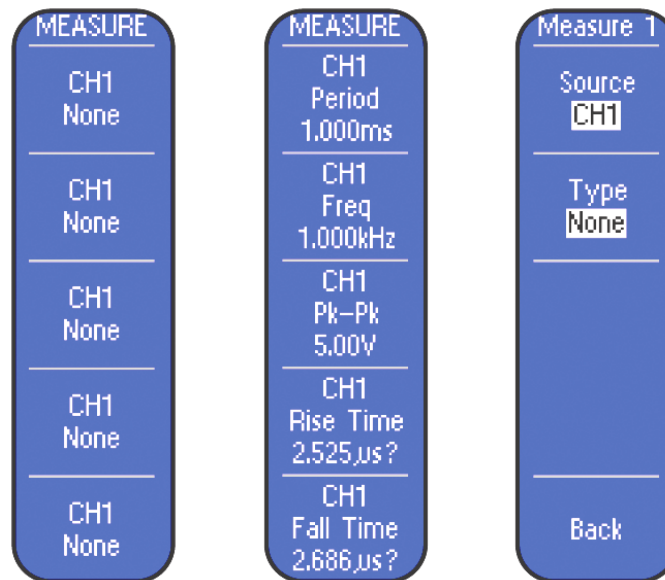 MEASURE
CH1
None
CH1
None
CH1
None
CH1
None
CH1
None
MEASURE
CH1
Period
1.000ms
CH1
Freq
1.000kHz
CH1
Pk-Pk
5.00V
CH1
Rise Time
2.525µs?
CH1
Fall Time
2.686µs?
Measure 1
Source
CH1
Type
None
Back